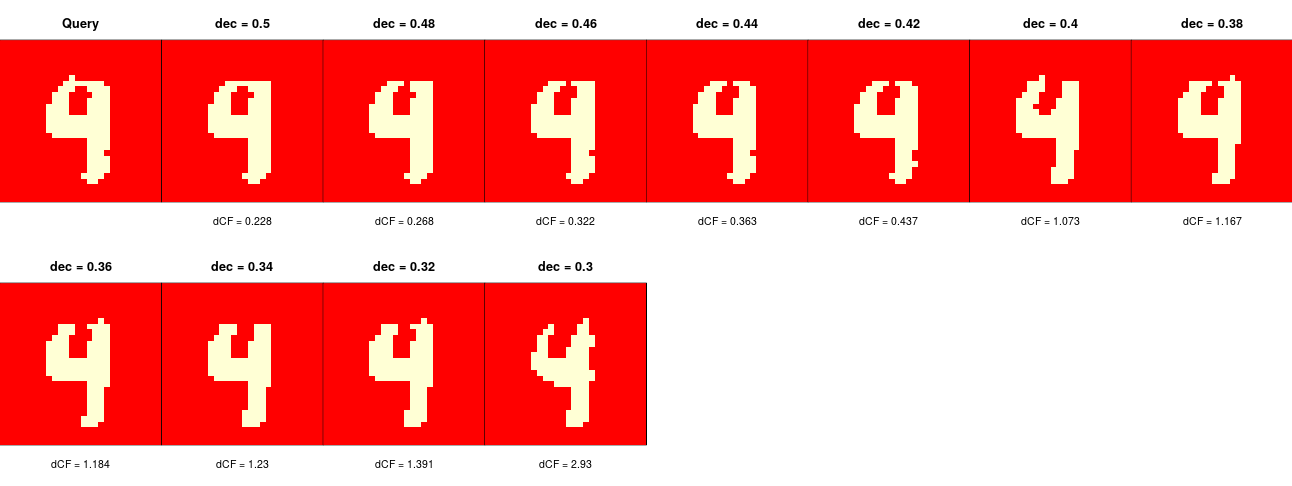 Query dec = 0.5 dec = 0.48 dec = 0.46 dec = 0.44 dec = 0.42 dec = 0.4 dec = 0.38
dCF = 0.228 dCF = 0.268 dCF = 0.322 dCF = 0.363 dCF = 0.437 dCF = 1.073 dCF = 1.167
dec = 0.36 dec = 0.34 dec = 0.32 dec = 0.3
dCF = 1.184 dCF = 1.23 dCF = 1.391 dCF = 2.93